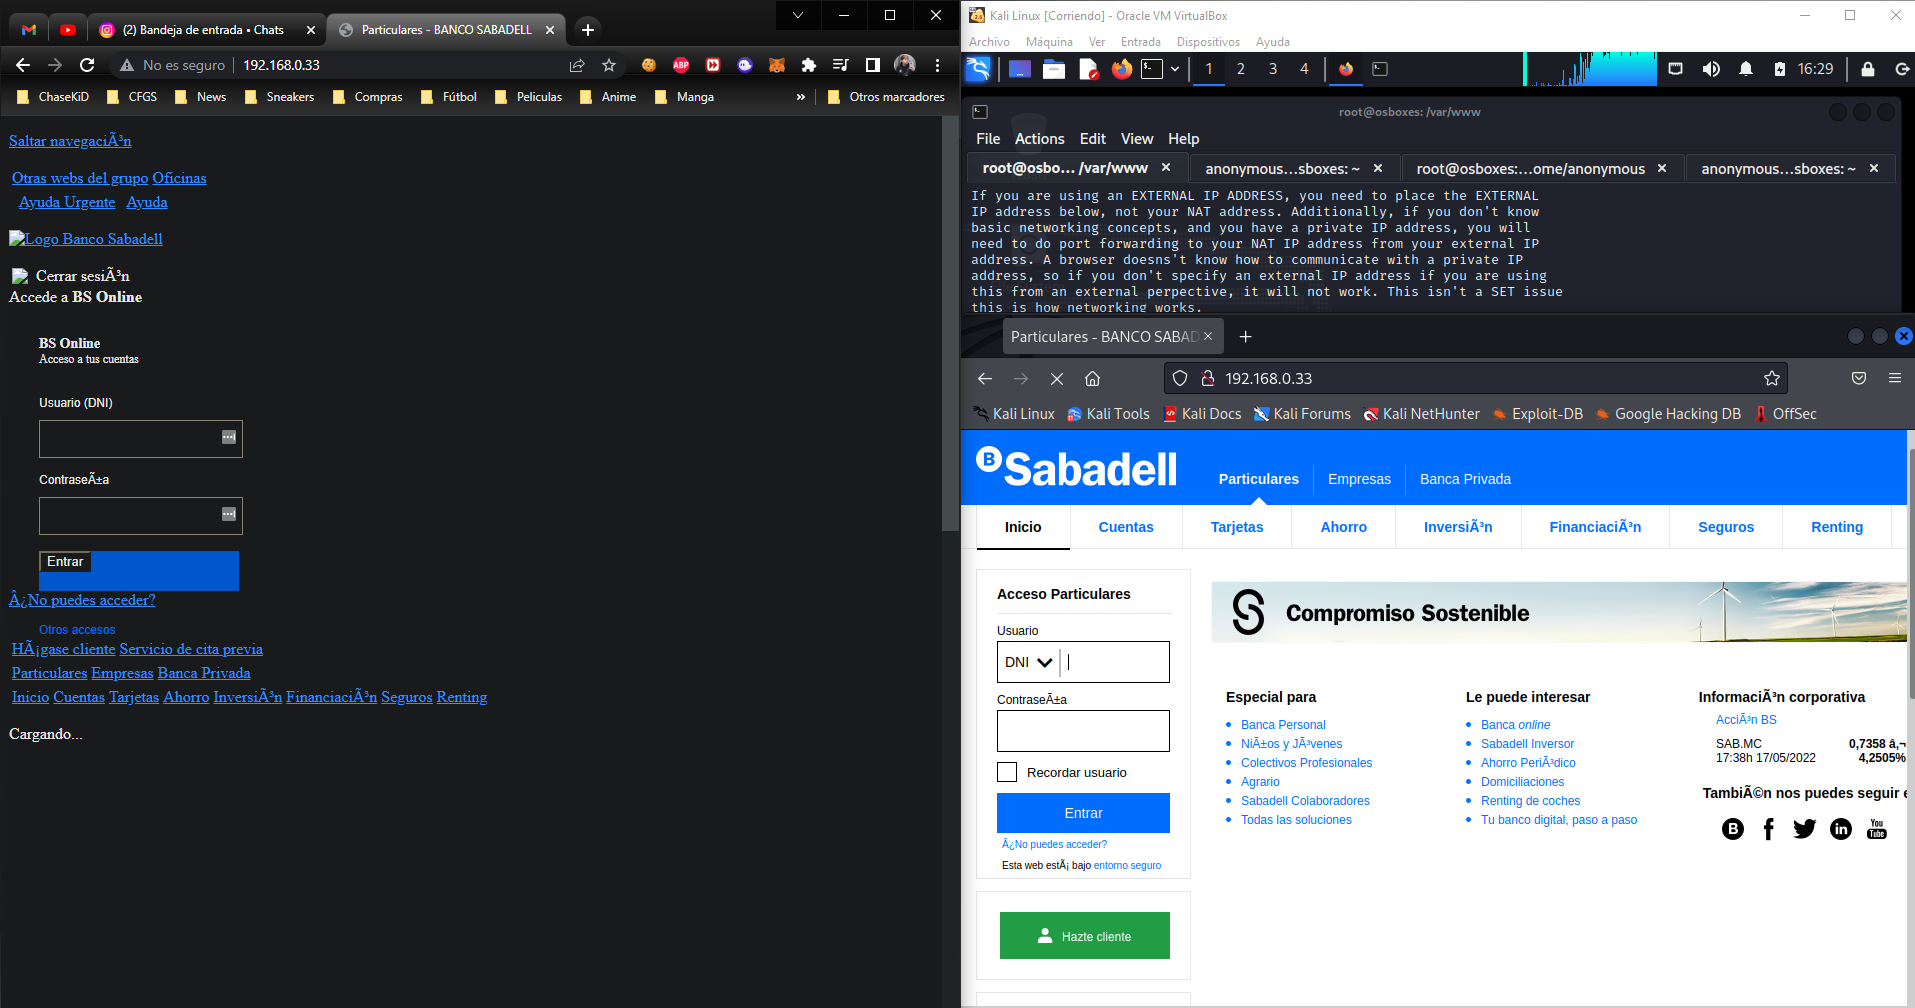 (2) Bandeja de entrada • Chats
Particulares - BANCO SABADELL
No es seguro
192.168.0.33
ABP
ChaseKiD
CFGS
News
Sneakers
Compras
Fútbol
Peliculas
Anime
Manga
»
Otros marcadores
Saltar navegaciÃ³n
Otras webs del grupo Oficinas
Ayuda Urgente Ayuda
Logo Banco Sabadell
Cerrar sesiÃ³n
Accede a BS Online
BS Online
Acceso a tus cuentas
Usuario (DNI)
ContraseÃ±a
Entrar
Â¿No puedes acceder?
Otros accesos
HÃ¡gase cliente Servicio de cita previa
Particulares Empresas Banca Privada
Inicio Cuentas Tarjetas Ahorro InversiÃ³n FinanciaciÃ³n Seguros Renting
Cargando...
Kali Linux [Corriendo] - Oracle VM VirtualBox
Archivo Máquina Ver Entrada Dispositivos Ayuda
1 2 3 4
16:29
root@osboxes: /var/www
File Actions Edit View Help
root@osbo... /var/www
anonymous...sboxes: ~
root@osboxes:...ome/anonymous
anonymous...sboxes: ~
If you are using an EXTERNAL IP ADDRESS, you need to place the EXTERNAL
IP address below, not your NAT address. Additionally, if you don't know
basic networking concepts, and you have a private IP address, you will
need to do port forwarding to your NAT IP address from your external IP
address. A browser doesns't know how to communicate with a private IP
address, so if you don't specify an external IP address if you are using
this from an external perpective, it will not work. This isn't a SET issue
this is how networking works.
Particulares - BANCO SABAD
192.168.0.33
Kali Linux
Kali Tools
Kali Docs
Kali Forums
Kali NetHunter
Exploit-DB
Google Hacking DB
OffSec
B Sabadell
Particulares
Empresas
Banca Privada
Inicio
Cuentas
Tarjetas
Ahorro
InversiÃ³n
FinanciaciÃ³n
Seguros
Renting
Acceso Particulares
Usuario
DNI
ContraseÃ±a
Recordar usuario
Entrar
Â¿No puedes acceder?
Esta web estÃ¡ bajo entorno seguro
Hazte cliente
Compromiso Sostenible
Especial para
Banca Personal
NiÃ±os y JÃ³venes
Colectivos Profesionales
Agrario
Sabadell Colaboradores
Todas las soluciones
Le puede interesar
Banca online
Sabadell Inversor
Ahorro PeriÃ³dico
Domiciliaciones
Renting de coches
Tu banco digital, paso a paso
InformaciÃ³n corporativa
AcciÃ³n BS
SAB.MC 0,7358 â‚¬
17:38h 17/05/2022 4,2505%
TambiÃ©n nos puedes seguir e
B
f
in
You Tube